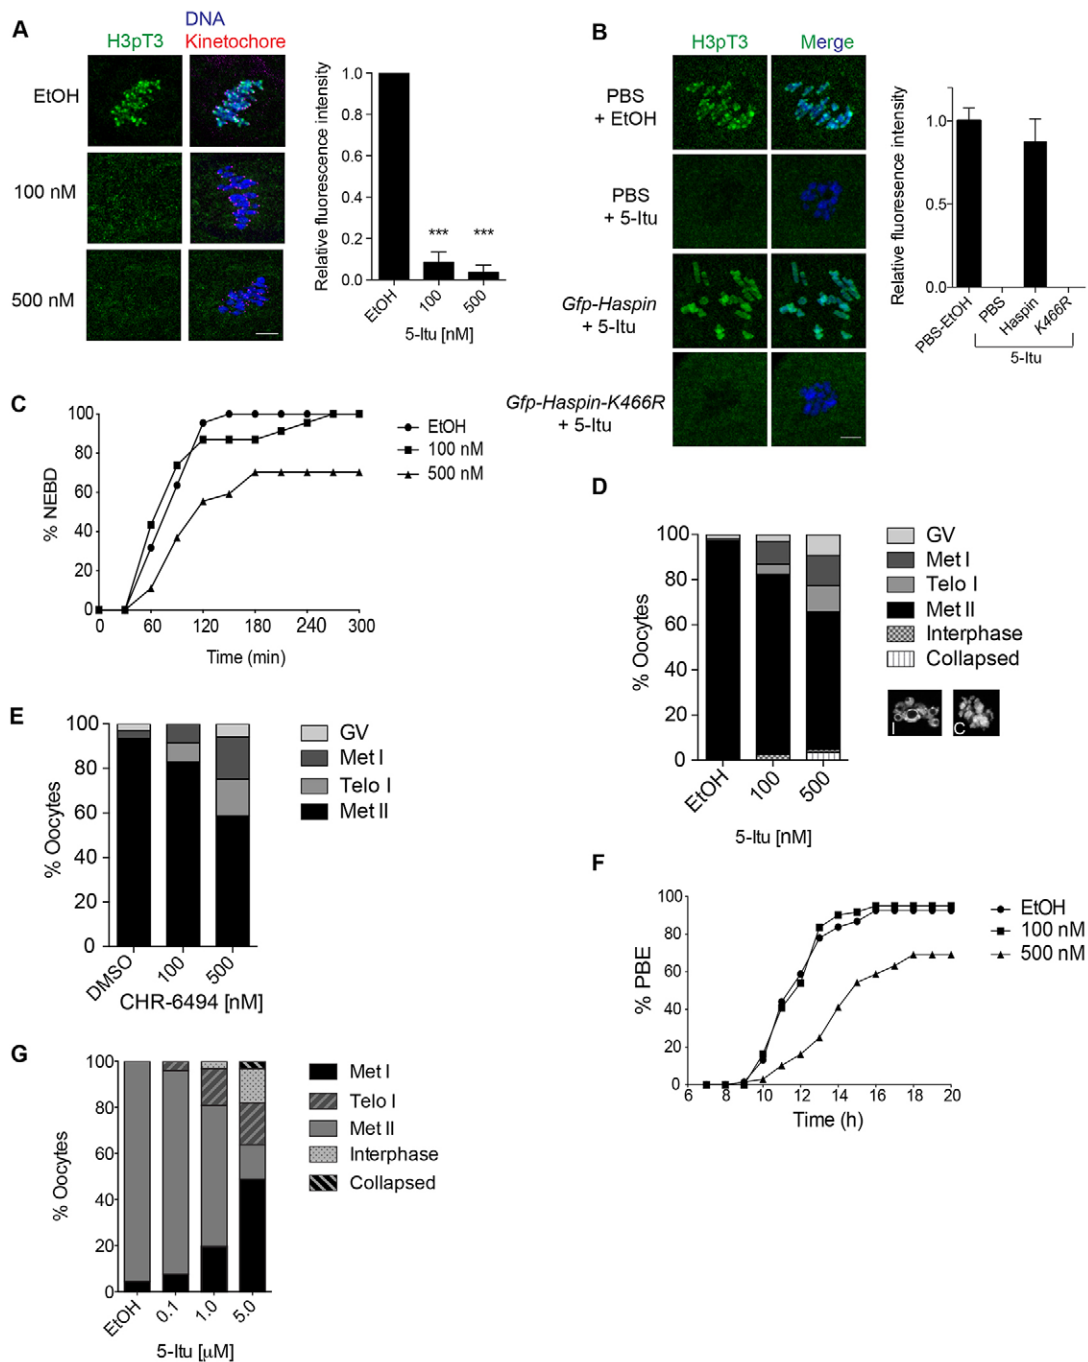 A
H3pT3
DNA
Kinetochore
EtOH
100 nM
500 nM
Relative fluorescence intensity
1.0
0.8
0.6
0.4
0.2
0.0
***
***
EtOH
100
500
5-Itu [nM]
B
H3pT3
Merge
PBS
+ EtOH
PBS
+ 5-Itu
Gfp-Haspin
+ 5-Itu
Gfp-Haspin-K466R
+ 5-Itu
Relative fluoresence intensity
1.0
0.5
0.0
PBS-EtOH
PBS
Haspin
K466R
5-Itu
C
% NEBD
100
80
60
40
20
0
0
60
120
180
240
300
Time (min)
EtOH
100 nM
500 nM
D
% Oocytes
100
80
60
40
20
0
EtOH
100
500
5-Itu [nM]
GV
Met I
Telo I
Met II
Interphase
Collapsed
I
C
E
% Oocytes
100
80
60
40
20
0
DMSO
100
500
CHR-6494 [nM]
GV
Met I
Telo I
Met II
F
% PBE
100
80
60
40
20
0
6
8
10
12
14
16
18
20
Time (h)
EtOH
100 nM
500 nM
G
% Oocytes
100
80
60
40
20
0
EtOH
0.1
1.0
5.0
5-Itu [μM]
Met I
Telo I
Met II
Interphase
Collapsed